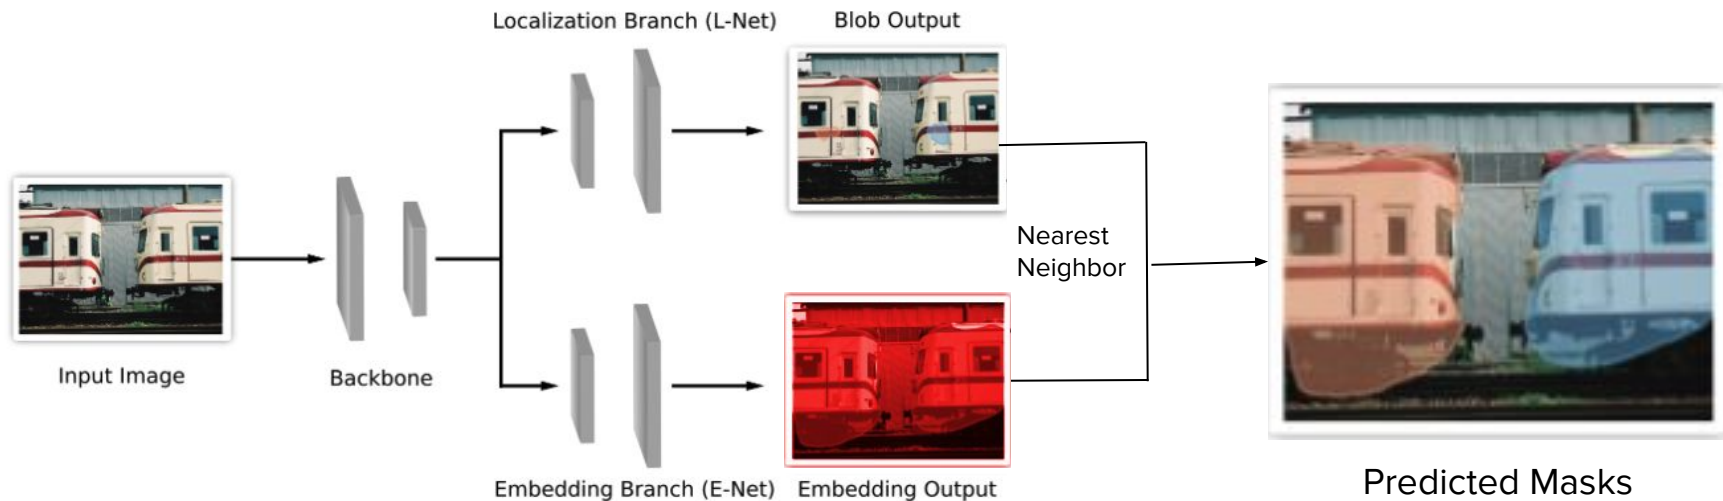 Localization Branch (L-Net)
Blob Output
Input Image
Backbone
Nearest
Neighbor
Embedding Branch (E-Net)
Embedding Output
Predicted Masks